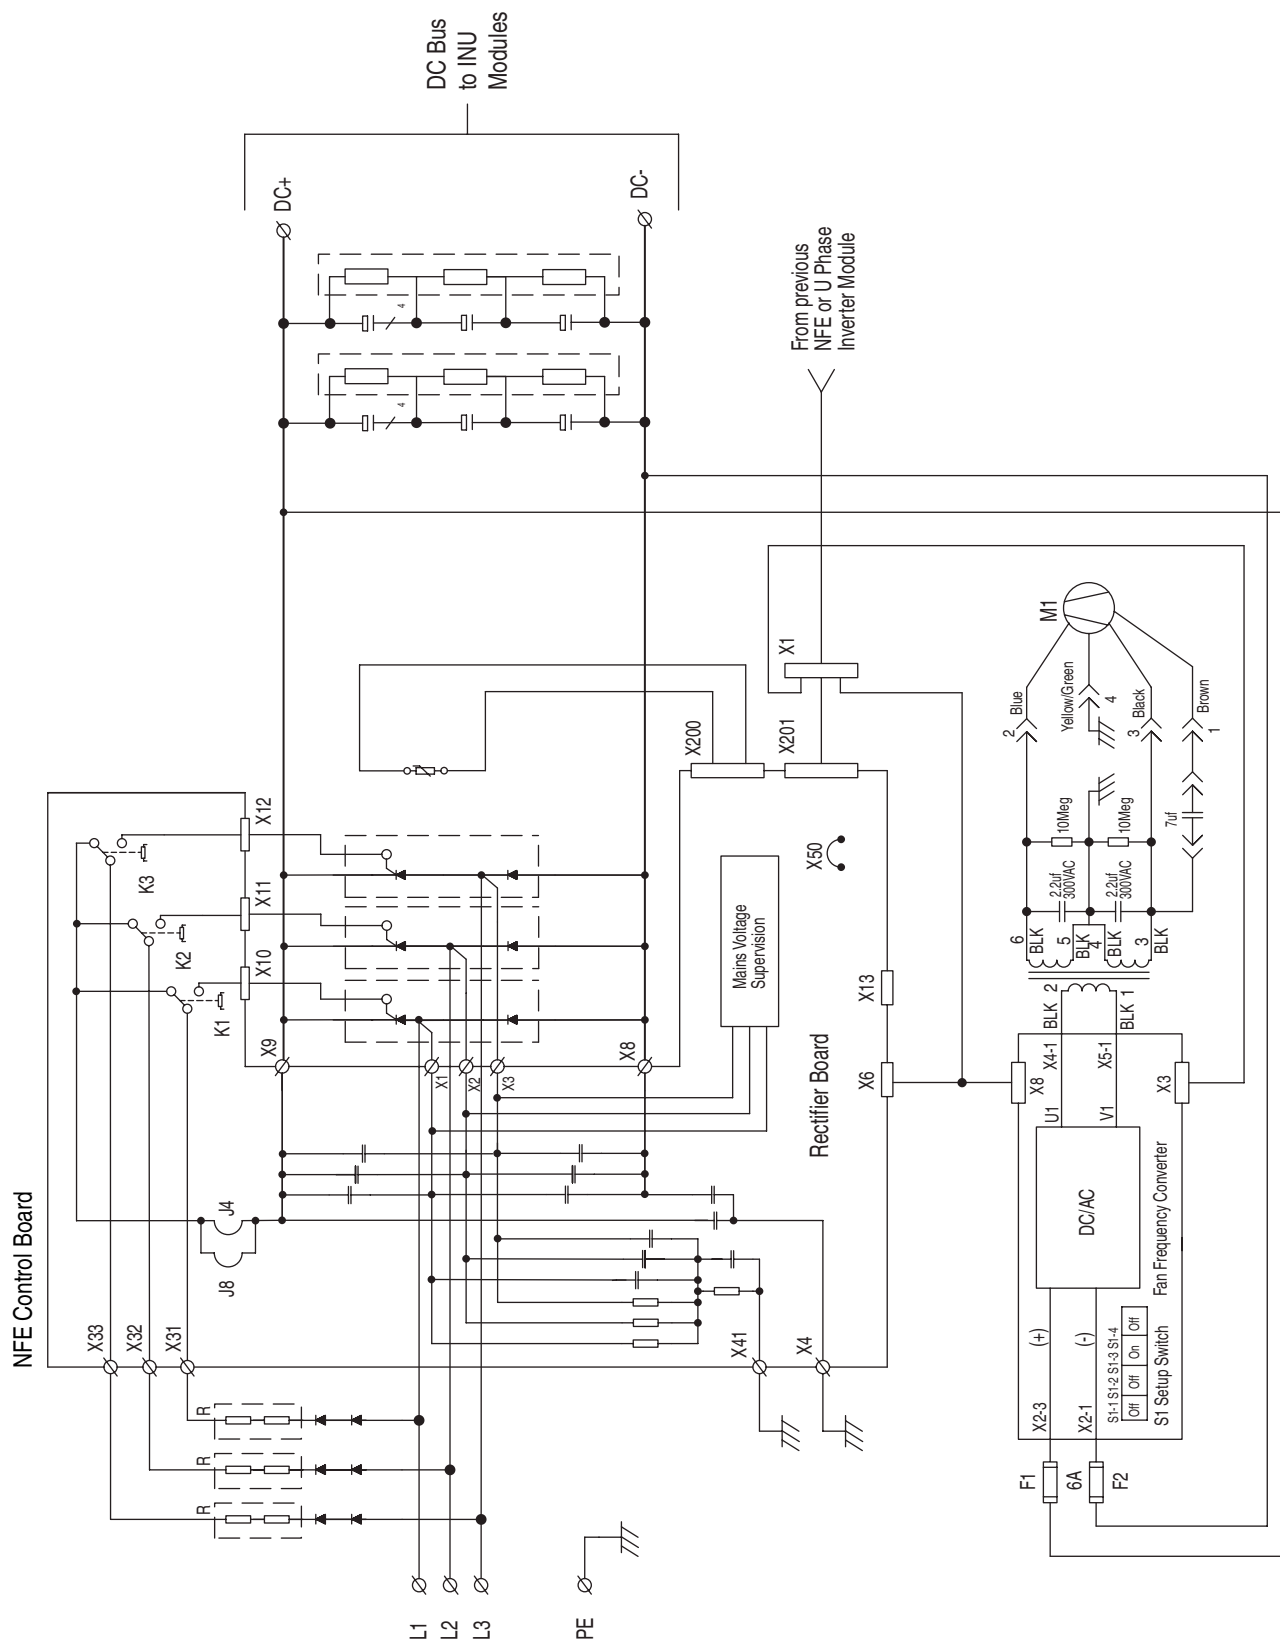 NFE Control Board
DC Bus
to INU
Modules
DC+
DC-
From previous
NFE or U Phase
Inverter Module
4
4
K3
K2
K1
X12
X11
X10
X9
X8
X1
X2
X3
X200
X201
X1
X50
Mains Voltage
Supervision
X13
X6
Rectifier Board
J4
J8
X33
X32
X31
X41
X4
R
R
R
L1
L2
L3
PE
M1
Blue
2
Yellow/Green
4
Black
3
Brown
1
10Meg
10Meg
7uf
2.2uf
300VAC
2.2uf
300VAC
6
BLK
5
BLK
4
BLK
3
BLK
BLK 2
BLK 1
X4-1
X5-1
X8
X3
U1
V1
DC/AC
Fan Frequency Converter
(+)
(-)
X2-3
X2-1
S1-1 S1-2 S1-3 S1-4
Off Off On Off
S1 Setup Switch
F1
6A
F2